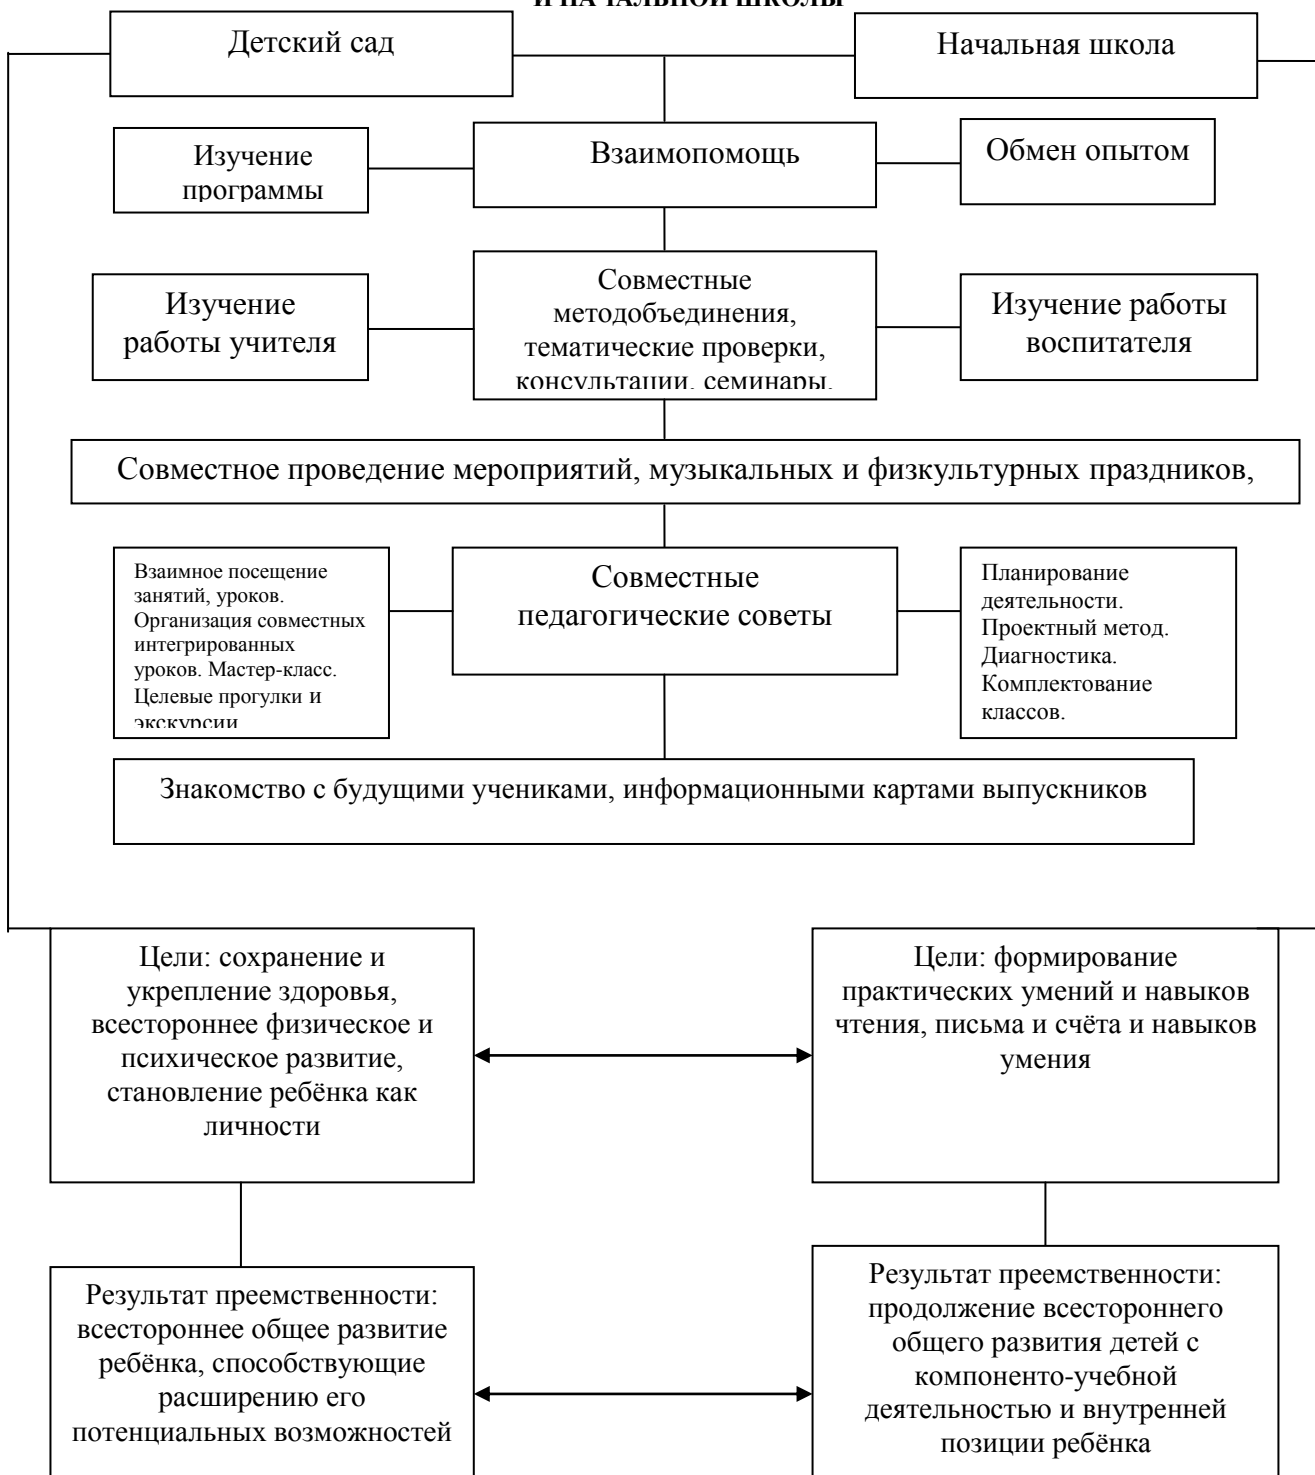 И НАЧАЛЬНОЙ ШКОЛЫ
Детский сад
Начальная школа
Изучение
программы
Взаимопомощь
Обмен опытом
Изучение
работы учителя
Совместные
методобъединения,
тематические проверки,
консультации, семинары,
Изучение работы
воспитателя
Совместное проведение мероприятий, музыкальных и физкультурных праздников,
Взаимное посещение
занятий, уроков.
Организация совместных
интегрированных
уроков. Мастер-класс.
Целевые прогулки и
экскурсии
Совместные
педагогические советы
Планирование
деятельности.
Проектный метод.
Диагностика.
Комплектование
классов.
Знакомство с будущими учениками, информационными картами выпускников
Цели: сохранение и
укрепление здоровья,
всестороннее физическое и
психическое развитие,
становление ребёнка как
личности
Цели: формирование
практических умений и навыков
чтения, письма и счёта и навыков
умения
Результат преемственности:
всестороннее общее развитие
ребёнка, способствующие
расширению его
потенциальных возможностей
Результат преемственности:
продолжение всестороннего
общего развития детей с
компоненто-учебной
деятельностью и внутренней
позиции ребёнка